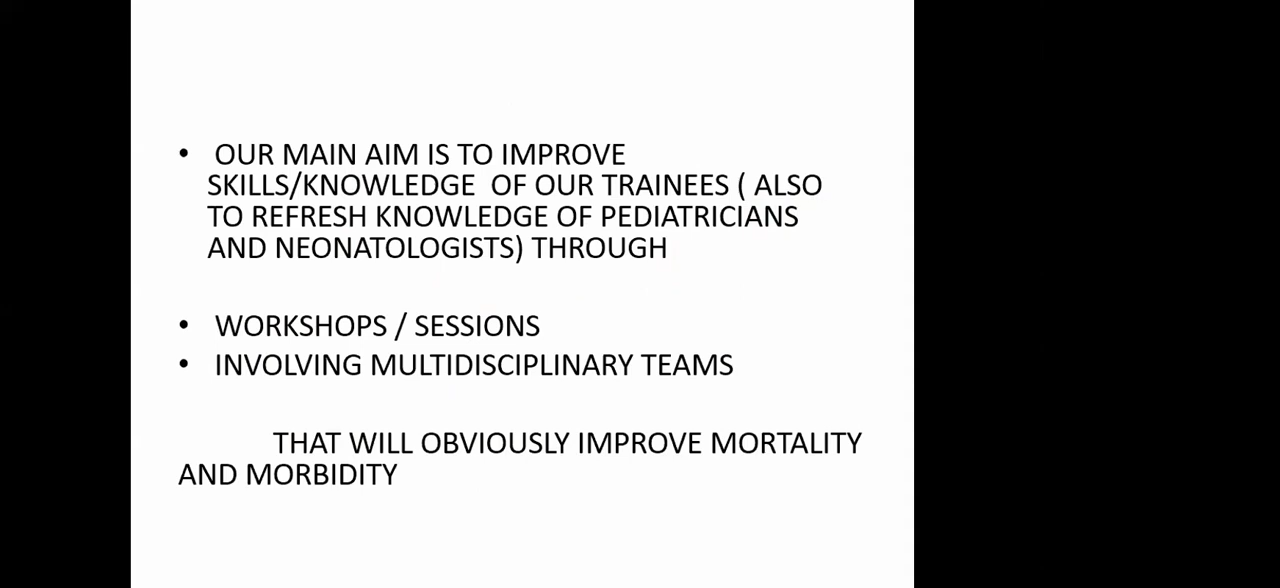 • OUR MAIN AIM IS TO IMPROVE
SKILLS/KNOWLEDGE OF OUR TRAINEES ( ALSO
TO REFRESH KNOWLEDGE OF PEDIATRICIANS
AND NEONATOLOGISTS) THROUGH
• WORKSHOPS / SESSIONS
• INVOLVING MULTIDISCIPLINARY TEAMS
THAT WILL OBVIOUSLY IMPROVE MORTALITY
AND MORBIDITY